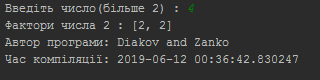 Введіть число(більше 2) : 4
Фактори числа 2 : [2, 2]
Автор програми: Diakov and Zanko
Час компіляції: 2019-06-12 00:36:42.830247